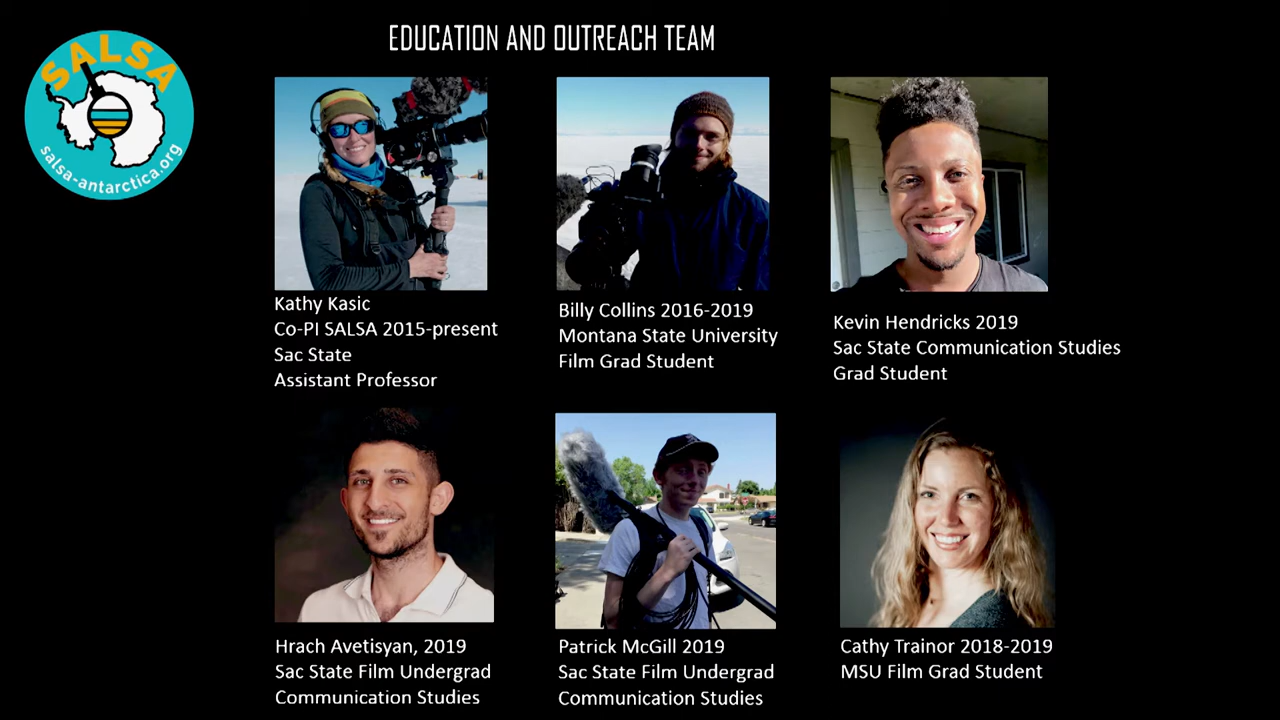 SALSA
salsa-antarctica.org
EDUCATION AND OUTREACH TEAM
Kathy Kasic
Co-PI SALSA 2015-present
Sac State
Assistant Professor
Billy Collins 2016-2019
Montana State University
Film Grad Student
Kevin Hendricks 2019
Sac State Communication Studies
Grad Student
Hrach Avetisyan, 2019
Sac State Film Undergrad
Communication Studies
Patrick McGill 2019
Sac State Film Undergrad
Communication Studies
Cathy Trainor 2018-2019
MSU Film Grad Student